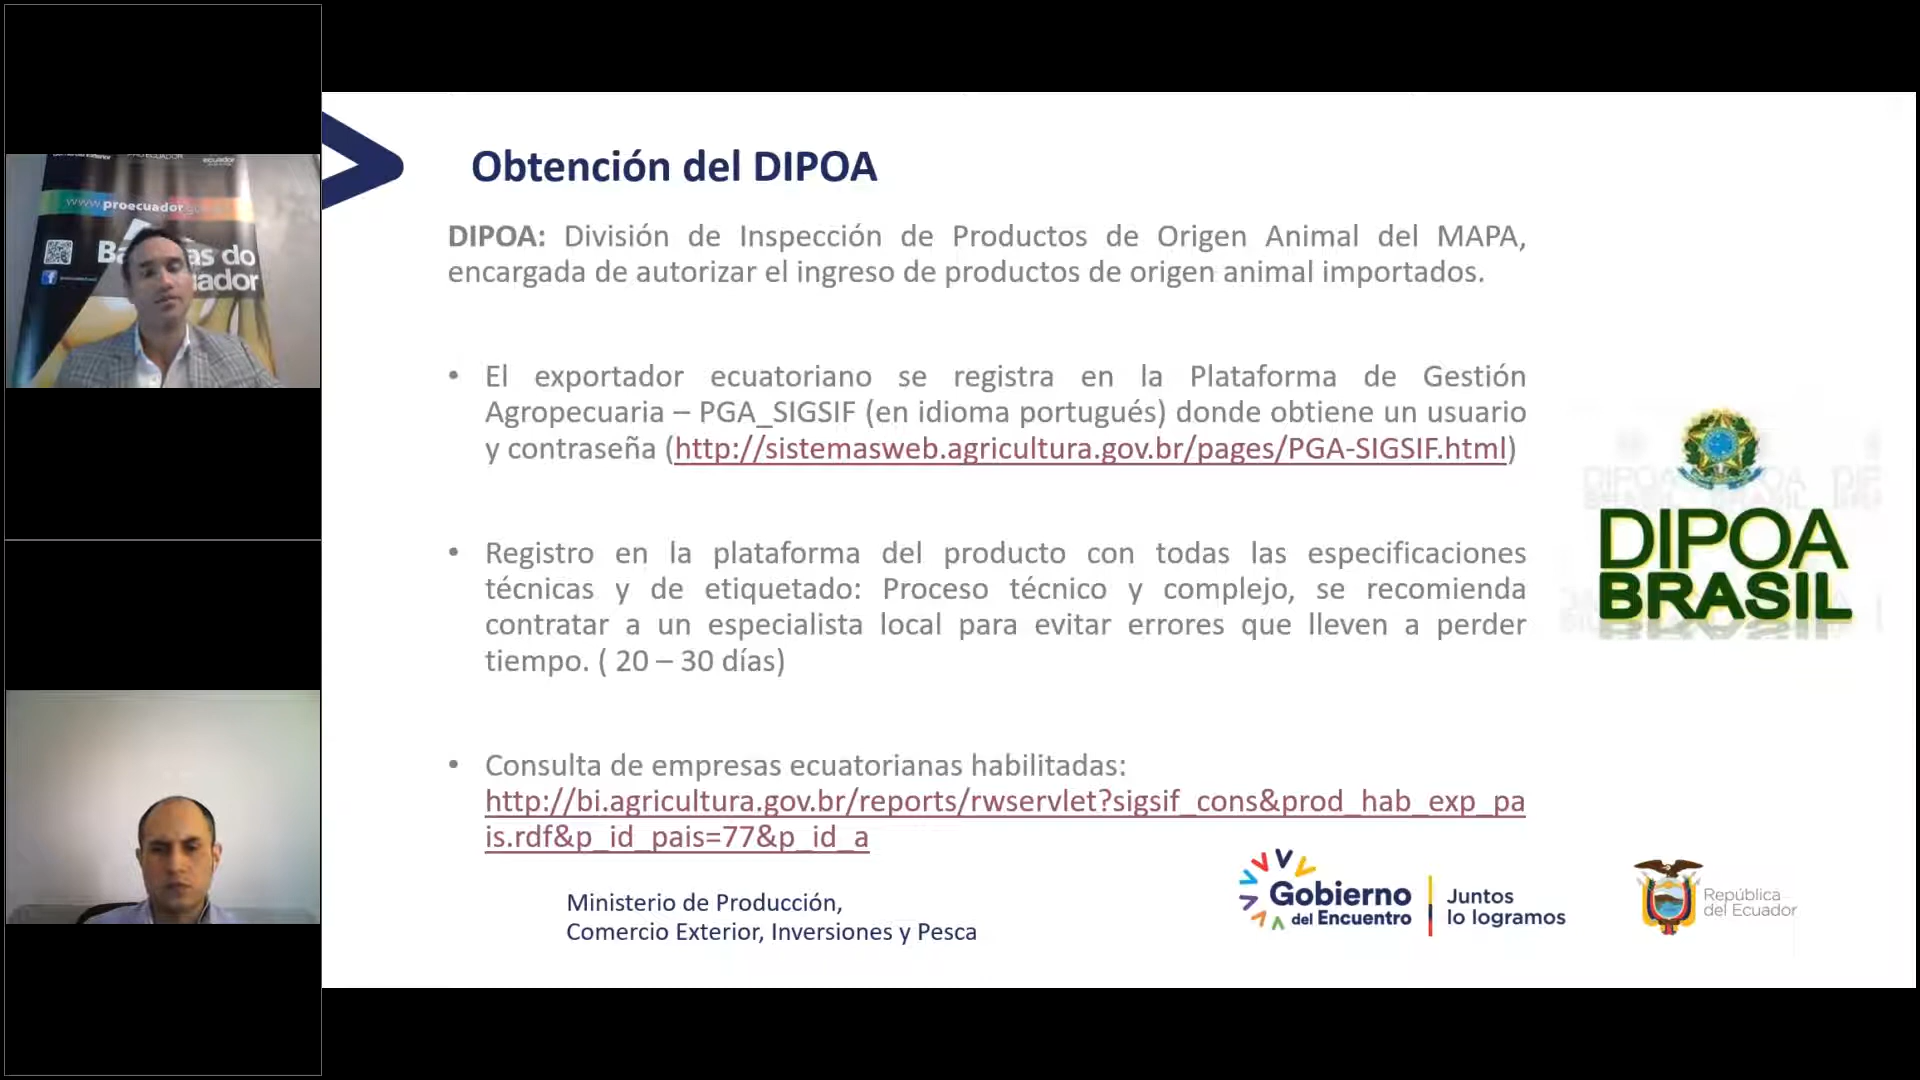 www.proecuador
Obtención del DIPOA
DIPOA: División de Inspección de Productos de Origen Animal del MAPA,
encargada de autorizar el ingreso de productos de origen animal importados.
• El exportador ecuatoriano se registra en la Plataforma de Gestión
Agropecuaria – PGA_SIGSIF (en idioma portugués) donde obtiene un usuario
y contraseña (http://sistemasweb.agricultura.gov.br/pages/PGA-SIGSIF.html)
• Registro en la plataforma del producto con todas las especificaciones
técnicas y de etiquetado: Proceso técnico y complejo, se recomienda
contratar a un especialista local para evitar errores que lleven a perder
tiempo. ( 20 – 30 días)
• Consulta de empresas ecuatorianas habilitadas:
http://bi.agricultura.gov.br/reports/rwservlet?sigsif_cons&prod_hab_exp_pa
is.rdf&p_id_pais=77&p_id_a
DIPOA
BRASIL
Ministerio de Producción,
Comercio Exterior, Inversiones y Pesca
Gobierno
del Encuentro
Juntos
lo logramos
República
del Ecuador